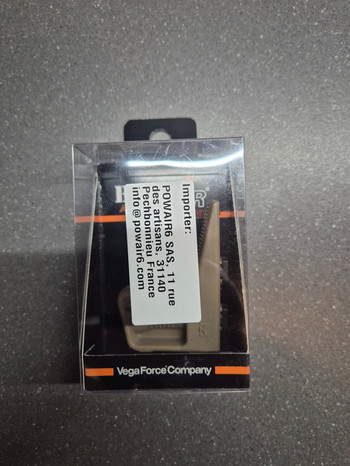 Importer:
POWAIR6 SAS, 11 rue
des artisans, 31140
Pechbonnieu France
info@powair6.com
VegaForceCompany